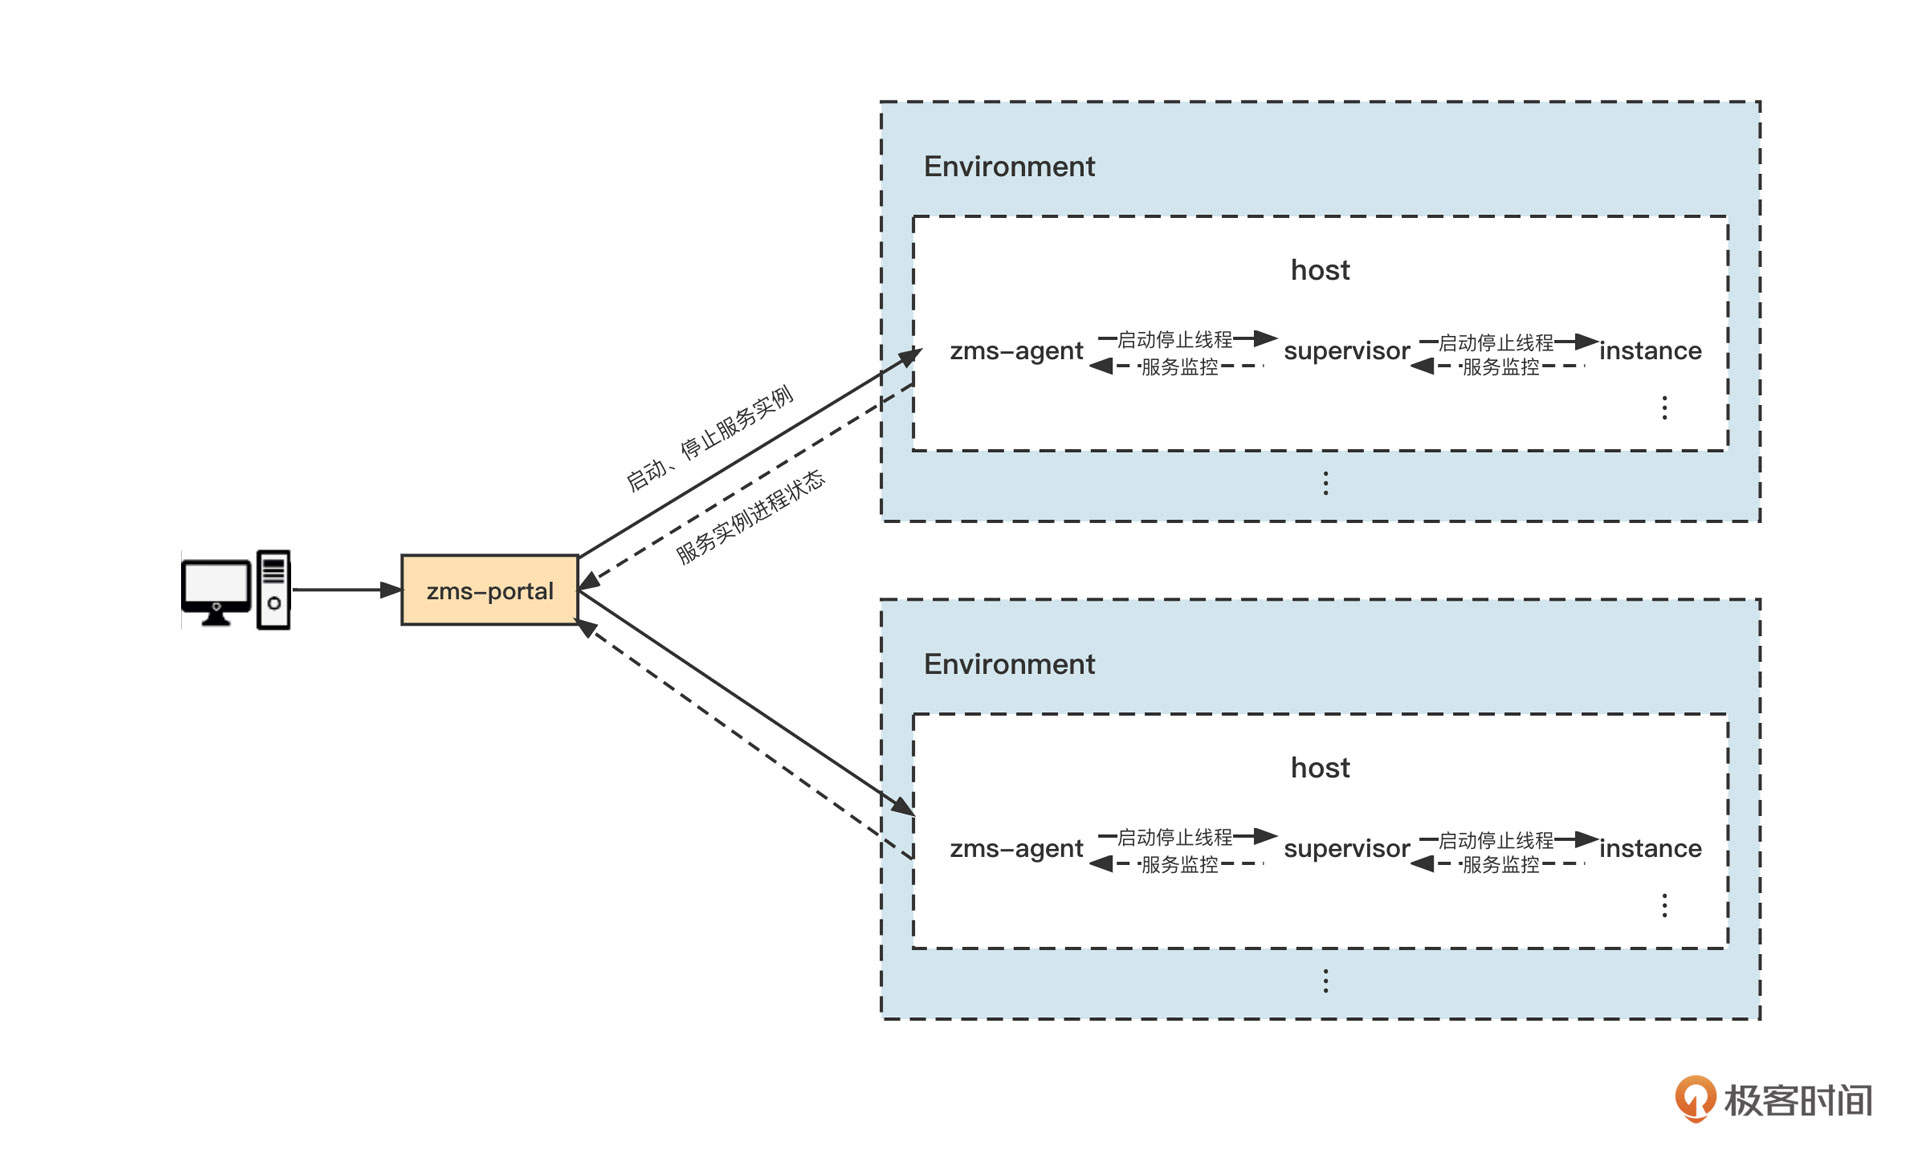 Environment
host
zms-agent
启动停止线程
服务监控
supervisor
启动停止线程
服务监控
instance
启动、停止服务实例
服务实例进程状态
zms-portal
Environment
host
zms-agent
启动停止线程
服务监控
supervisor
启动停止线程
服务监控
instance
极客时间